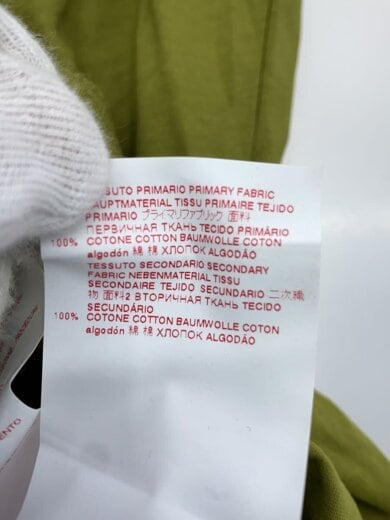 TESSUTO PRIMARIO PRIMARY FABRIC
HAUPTMATERIAL TISSU PRIMAIRE TEJIDO
PRIMARIO プライマリファブリック 面料
ПЕРВИЧНАЯ ТКАНЬ TECIDO PRIMÁRIO
100% COTONE COTTON BAUMWOLLE COTON
algodón 綿 棉 ХЛОПОК ALGODÃO
TESSUTO SECONDARIO SECONDARY
FABRIC NEBENMATERIAL TISSU
SECONDAIRE TEJIDO SECUNDARIO 二次織
物 面料2 ВТОРИЧНАЯ ТКАНЬ TECIDO
SECUNDÁRIO
100% COTONE COTTON BAUMWOLLE COTON
algodón 綿 棉 ХЛОПОК ALGODÃO